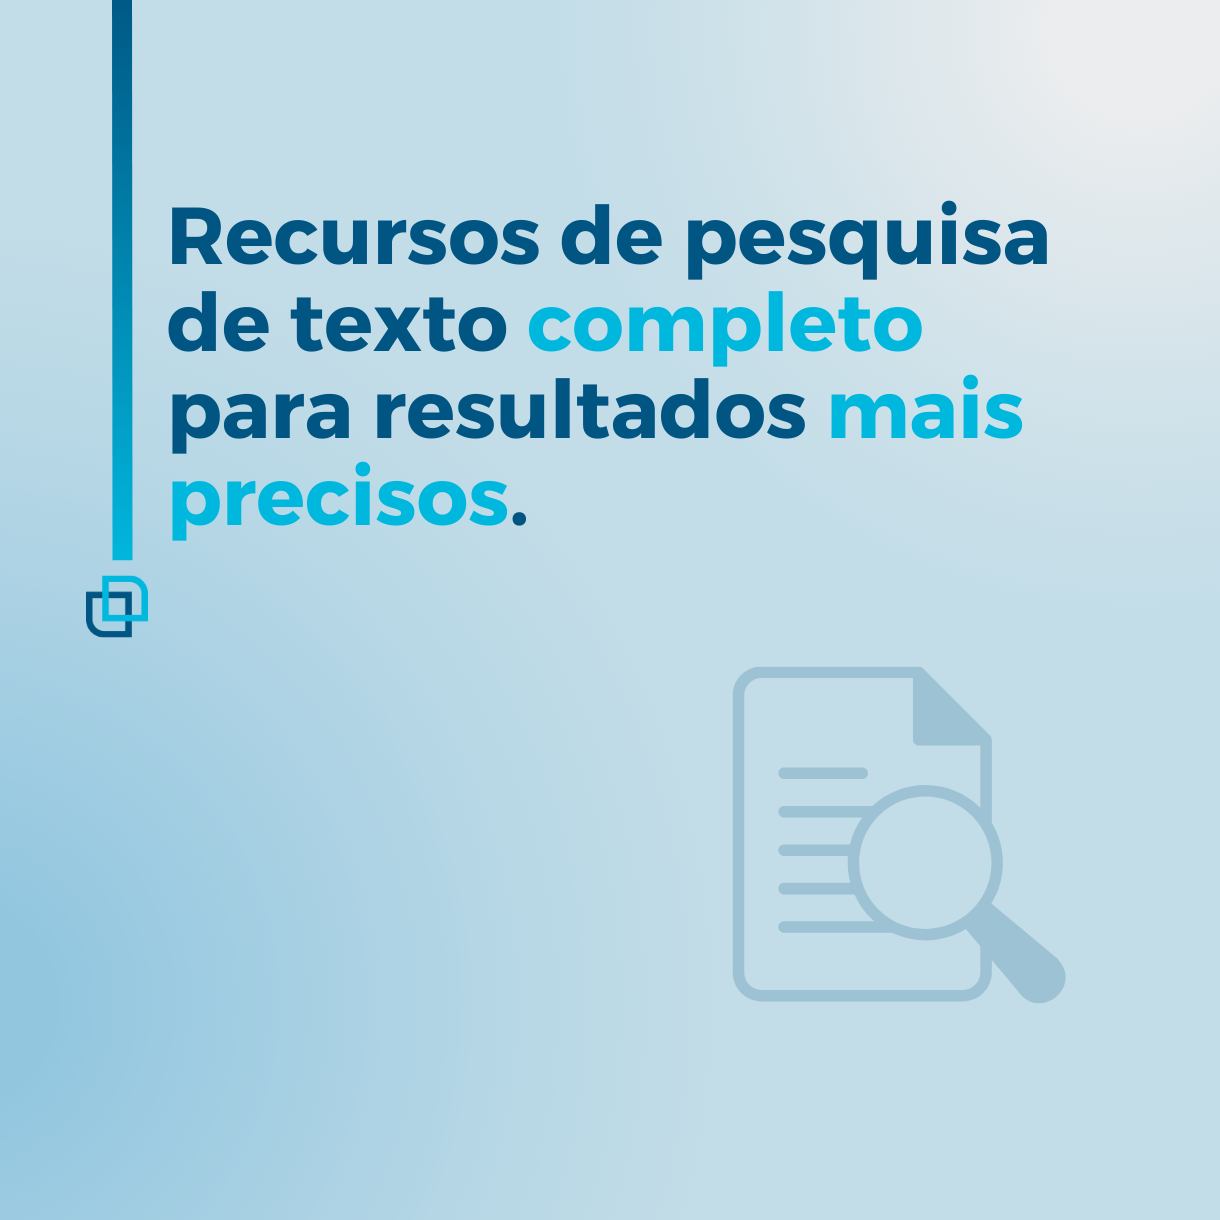 Recursos de pesquisa
de texto completo
para resultados mais
precisos.